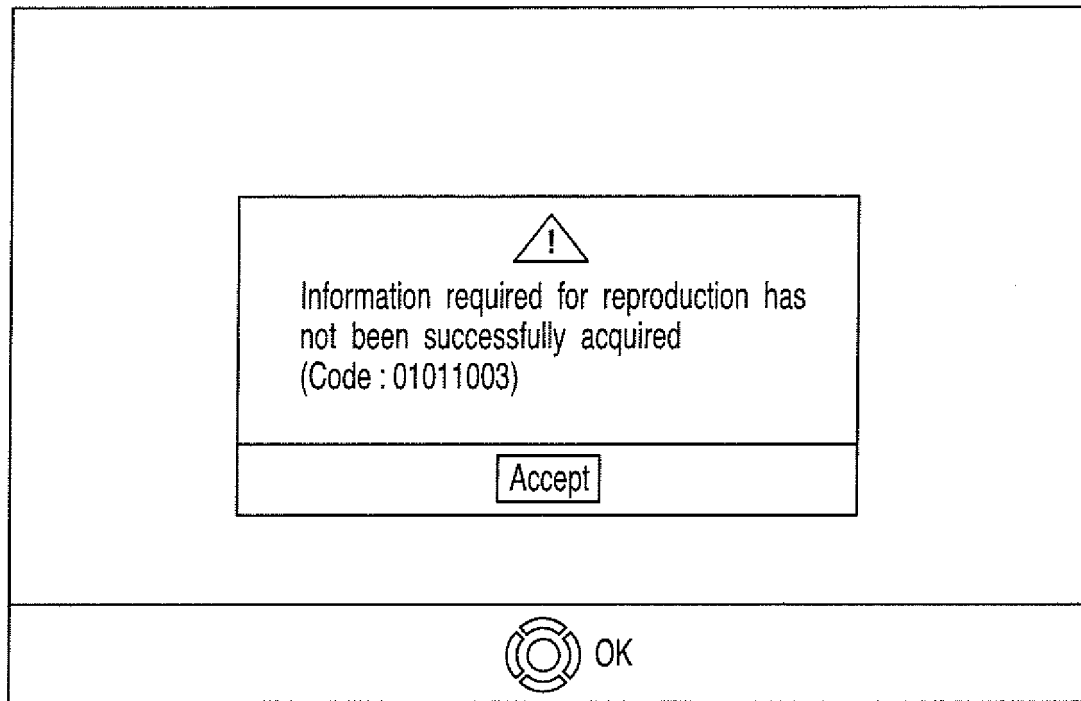 !
Information required for reproduction has
not been successfully acquired
(Code : 01011003)
Accept
OK